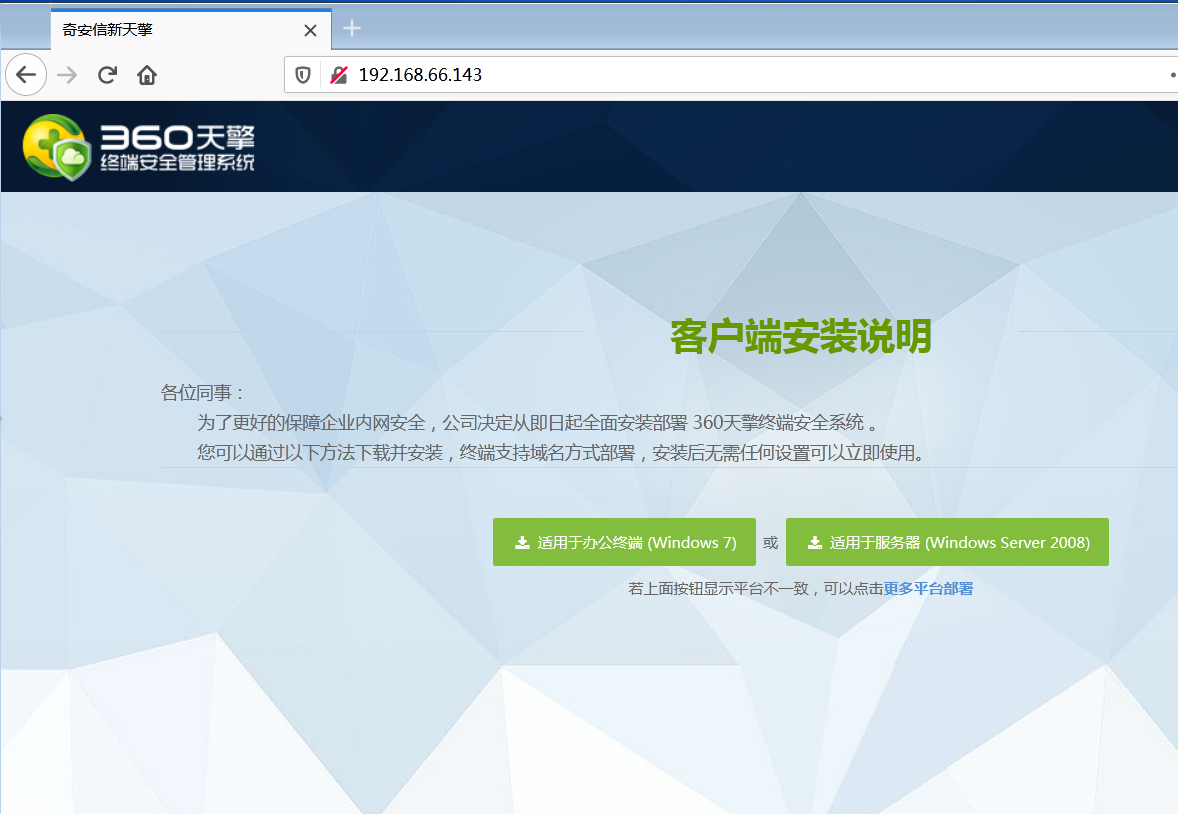 奇安信新天擎
192.168.66.143
360天擎
终端安全管理系统
客户端安装说明
各位同事：
为了更好的保障企业内网安全，公司决定从即日起全面安装部署 360天擎终端安全系统 。
您可以通过以下方法下载并安装，终端支持域名方式部署，安装后无需任何设置可以立即使用。
适用于办公终端 (Windows 7) 或 适用于服务器 (Windows Server 2008)
若上面按钮显示平台不一致，可以点击更多平台部署